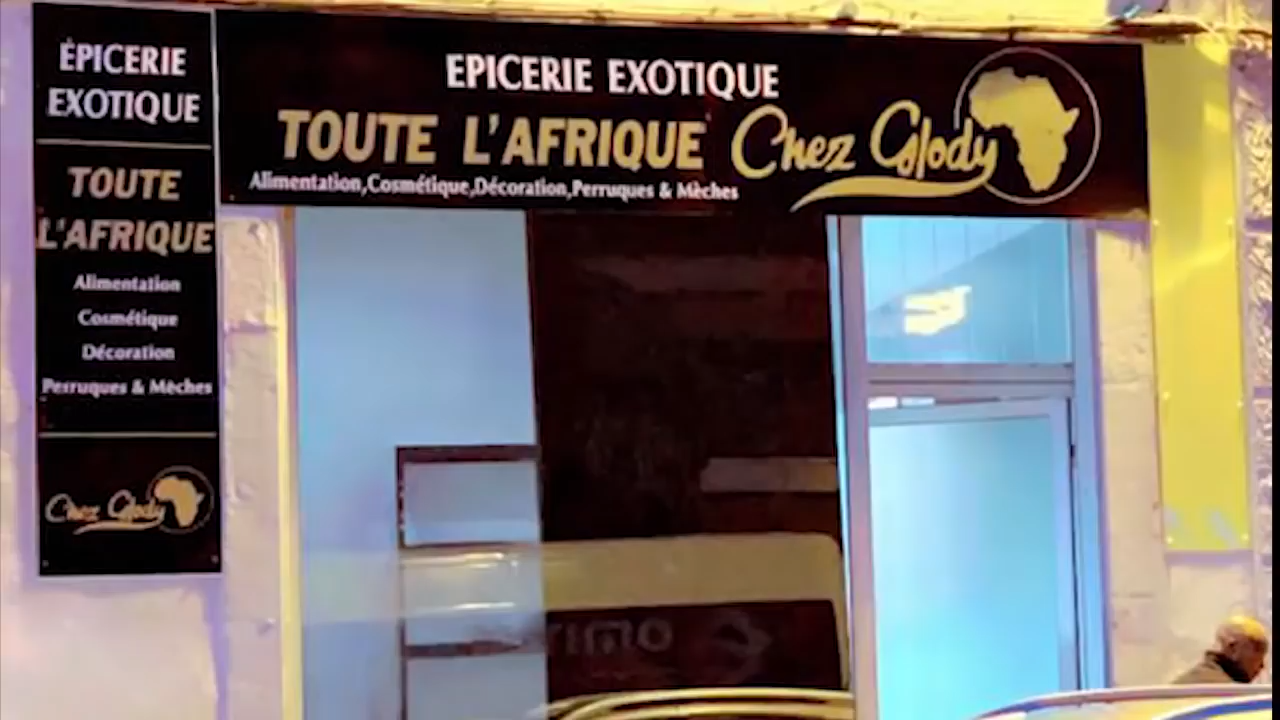 ÉPICERIE
EXOTIQUE
TOUTE
L'AFRIQUE
Alimentation
Cosmétique
Décoration
Perruques & Mèches
Chez Glody
EPICERIE EXOTIQUE
TOUTE L'AFRIQUE Chez Glody
Alimentation,Cosmétique,Décoration,Perruques & Mèches